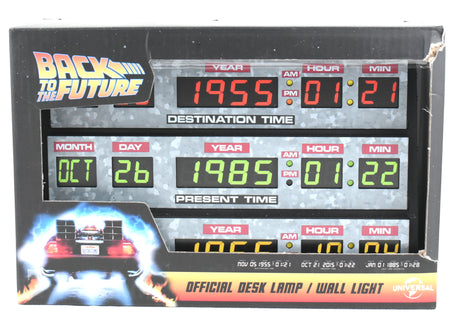 BACK
TO THE
FUTURE
YEAR AM HOUR MIN
1955 PM 01 21
DESTINATION TIME
MONTH DAY YEAR AM HOUR MIN
OCT 26 1985 PM 01 22
PRESENT TIME
YEAR AM HOUR MIN
1955
NOV 05 1955 / 01:21 OCT 21 2015 / 01:22 JAN 01 1885 / 01:28
OFFICIAL DESK LAMP / WALL LIGHT
UNIVERSAL